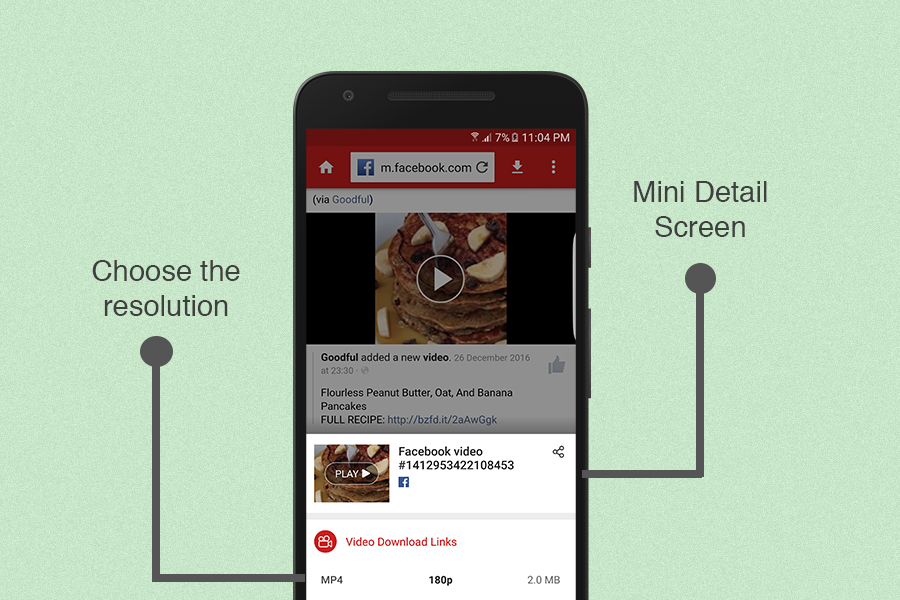 7% 11:04 PM
m.facebook.com
(via Goodful)
Mini Detail
Screen
Choose the
resolution
Goodful added a new video. 26 December 2016
at 23:30 ·
Flourless Peanut Butter, Oat, And Banana
Pancakes
FULL RECIPE: http://bzfd.it/2aAwGgk
PLAY
Facebook video
#1412953422108453
Video Download Links
MP4 180p 2.0 MB